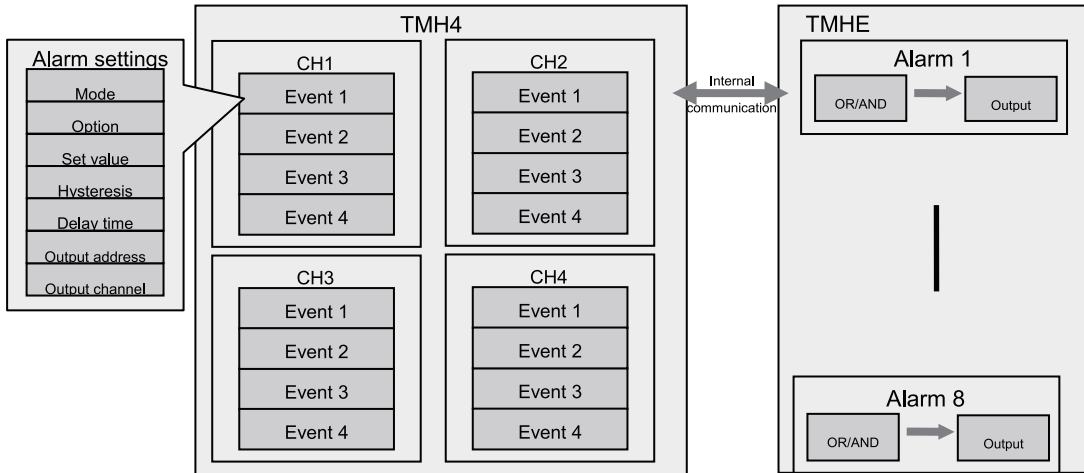 Alarm settings
Mode
Option
Set value
Hysteresis
Delay time
Output address
Output channel
TMH4
CH1
Event 1
Event 2
Event 3
Event 4
CH2
Event 1
Event 2
Event 3
Event 4
CH3
Event 1
Event 2
Event 3
Event 4
CH4
Event 1
Event 2
Event 3
Event 4
Internal
communication
TMHE
Alarm 1
OR/AND
Output
Alarm 8
OR/AND
Output